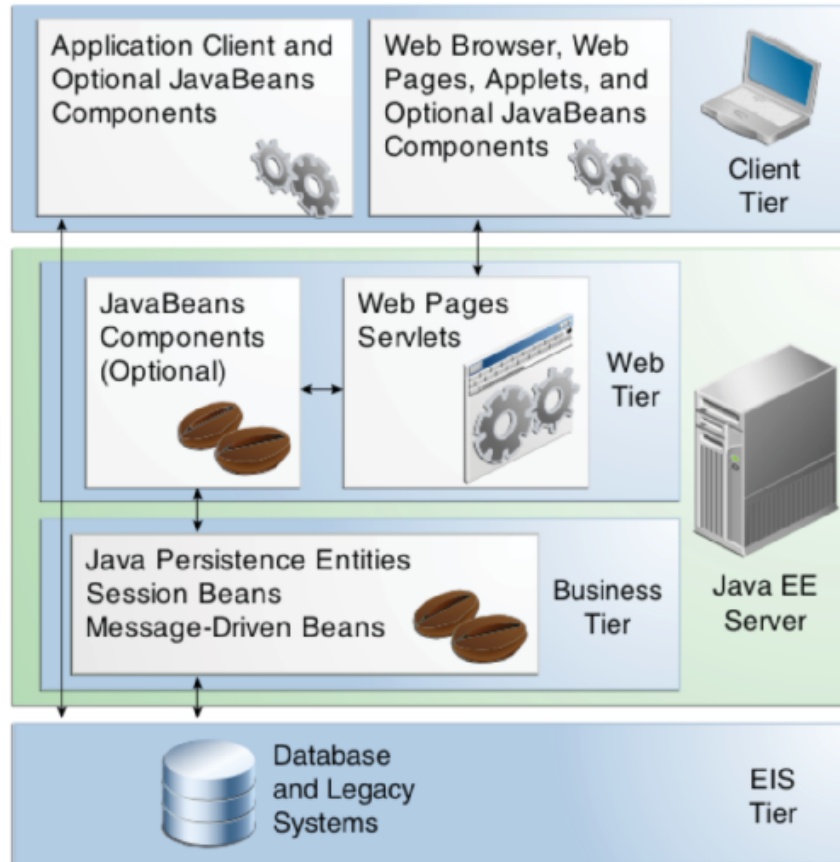 Application Client and
Optional JavaBeans
Components
Web Browser, Web
Pages, Applets, and
Optional JavaBeans
Components
Client
Tier
JavaBeans
Components
(Optional)
Web Pages
Servlets
Web
Tier
Java Persistence Entities
Session Beans
Message-Driven Beans
Business
Tier
Java EE
Server
Database
and Legacy
Systems
EIS
Tier